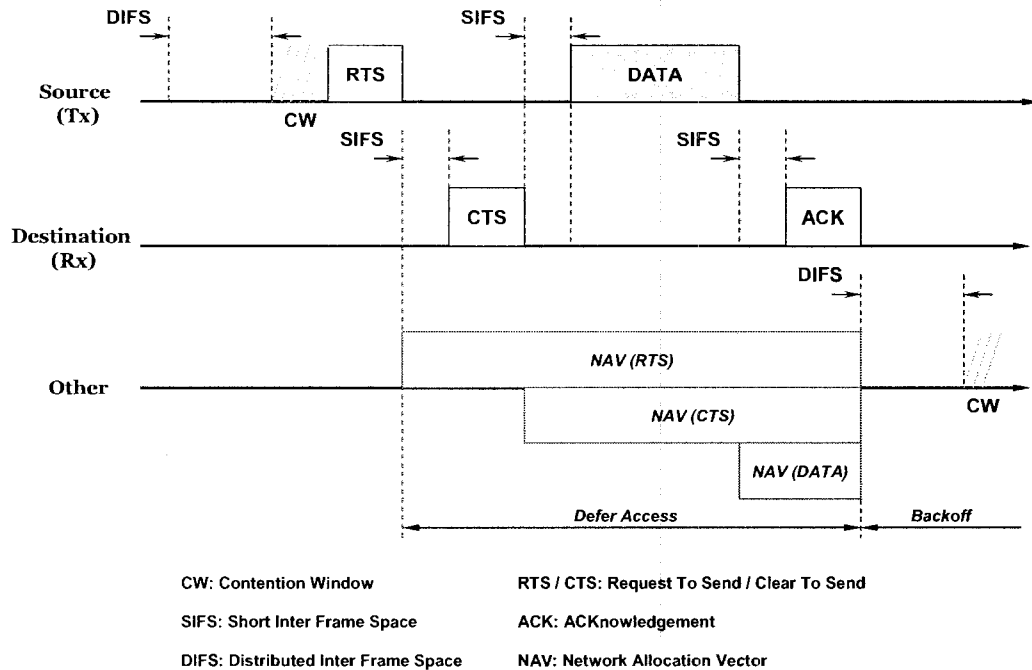 DIFS
SIFS
RTS
DATA
Source
(Tx)
CW
SIFS
SIFS
CTS
ACK
Destination
(Rx)
DIFS
NAV (RTS)
Other
NAV (CTS)
CW
NAV (DATA)
Defer Access
Backoff
CW: Contention Window
RTS / CTS: Request To Send / Clear To Send
SIFS: Short Inter Frame Space
ACK: ACKnowledgement
DIFS: Distributed Inter Frame Space
NAV: Network Allocation Vector